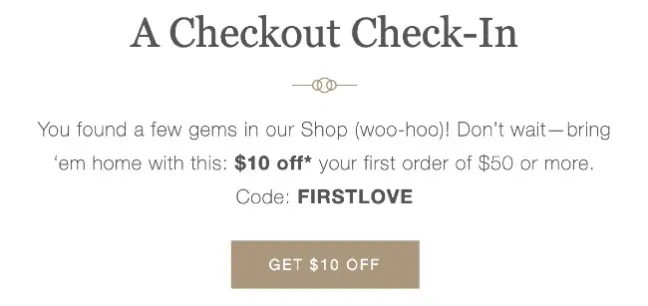 A Checkout Check-In
You found a few gems in our Shop (woo-hoo)! Don't wait—bring
‘em home with this: $10 off* your first order of $50 or more.
Code: FIRSTLOVE
GET $10 OFF